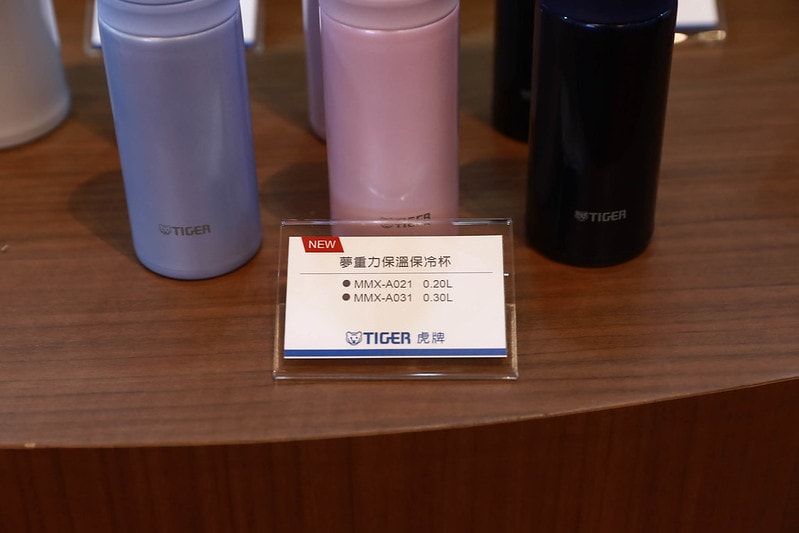 TIGER
TIGER
TIGER
NEW
夢重力保溫保冷杯
● MMX-A021 0.20L
● MMX-A031 0.30L
TIGER 虎牌